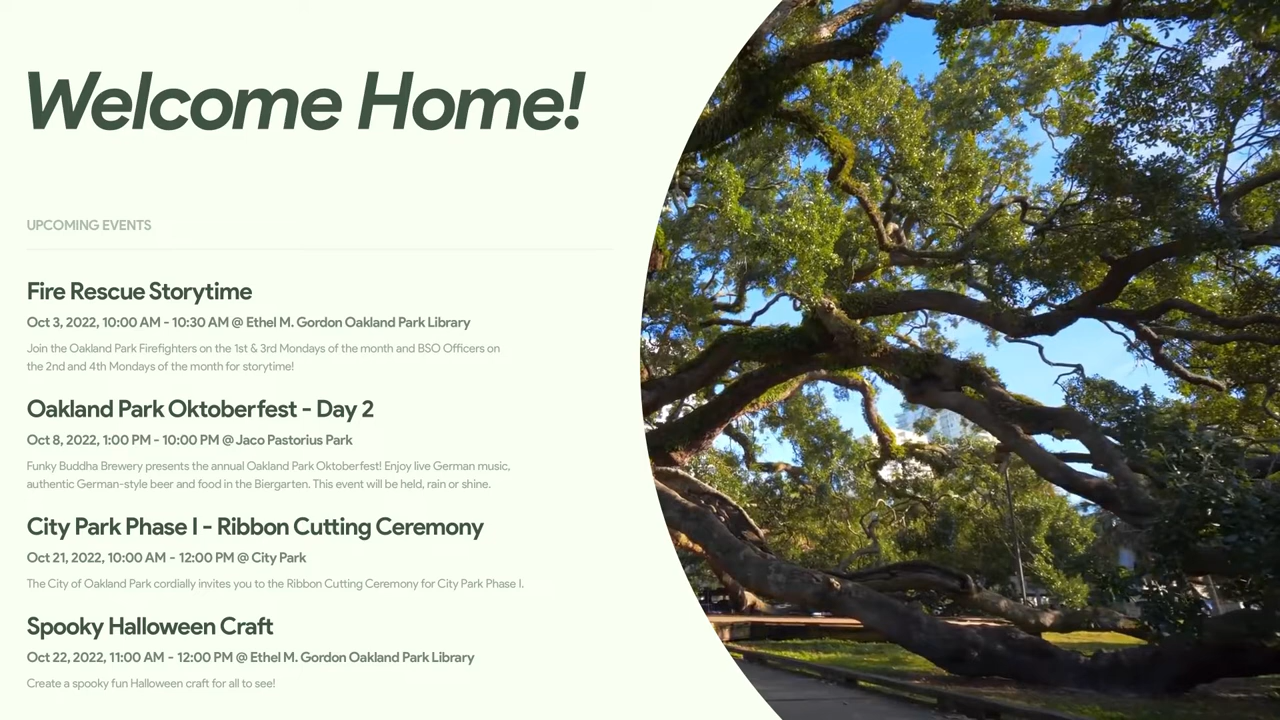 Welcome Home!
UPCOMING EVENTS
Fire Rescue Storytime
Oct 3, 2022, 10:00 AM - 10:30 AM @ Ethel M. Gordon Oakland Park Library
Join the Oakland Park Firefighters on the 1st & 3rd Mondays of the month and BSO Officers on
the 2nd and 4th Mondays of the month for storytime!
Oakland Park Oktoberfest - Day 2
Oct 8, 2022, 1:00 PM - 10:00 PM @ Jaco Pastorius Park
Funky Buddha Brewery presents the annual Oakland Park Oktoberfest! Enjoy live German music,
authentic German-style beer and food in the Biergarten. This event will be held, rain or shine.
City Park Phase I - Ribbon Cutting Ceremony
Oct 21, 2022, 10:00 AM - 12:00 PM @ City Park
The City of Oakland Park cordially invites you to the Ribbon Cutting Ceremony for City Park Phase I.
Spooky Halloween Craft
Oct 22, 2022, 11:00 AM - 12:00 PM @ Ethel M. Gordon Oakland Park Library
Create a spooky fun Halloween craft for all to see!